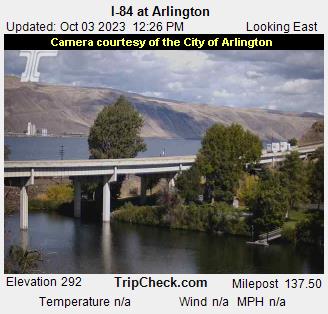 I-84 at Arlington
Updated: Oct 03 2023 12:26 PM Looking East
Camera courtesy of the City of Arlington
Elevation 292 TripCheck.com Milepost 137.50
Temperature n/a Wind n/a MPH n/a